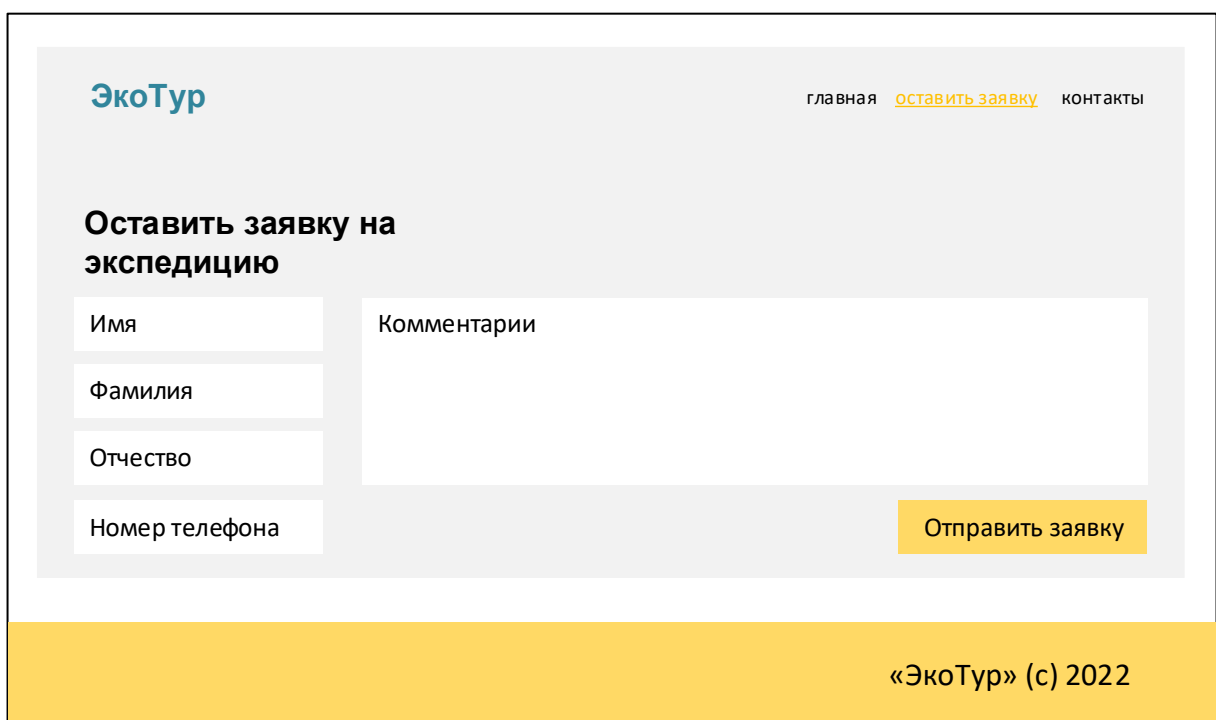 ЭкоТур
главная оставить заявку контакты
Оставить заявку на
экспедицию
Имя
Комментарии
Фамилия
Отчество
Номер телефона
Отправить заявку
«ЭкоТур» (с) 2022